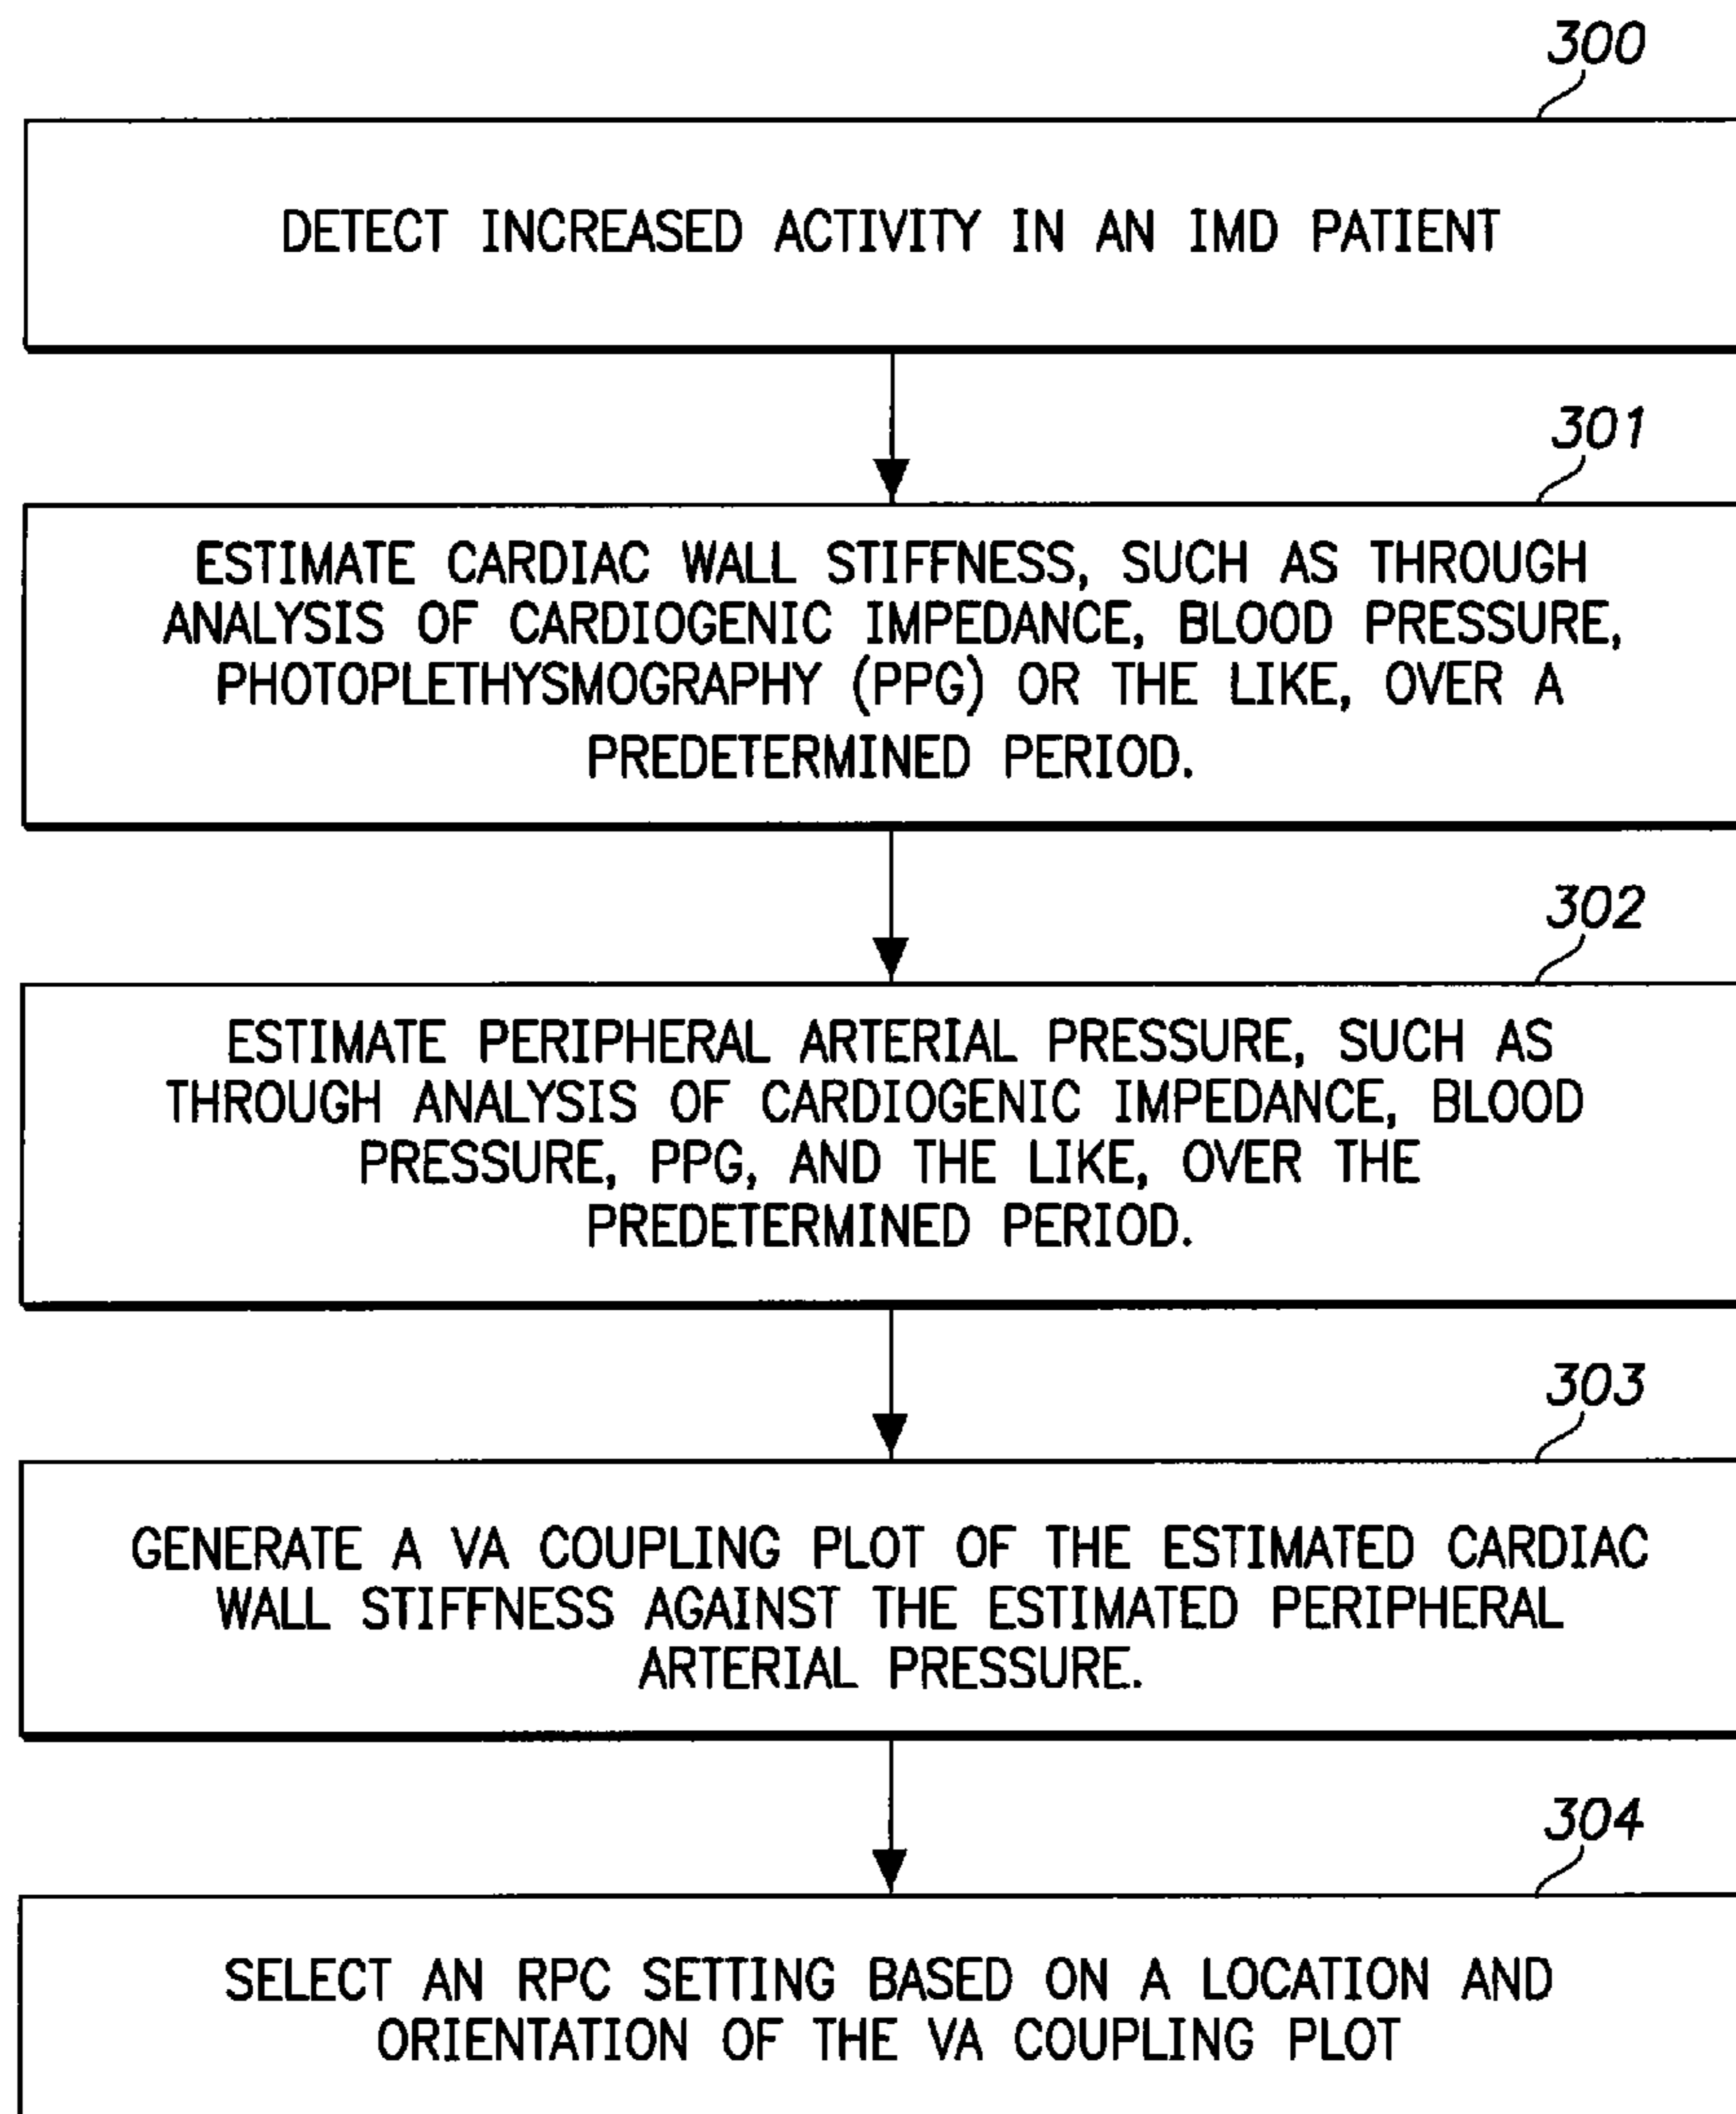 300
DETECT INCREASED ACTIVITY IN AN IMD PATIENT
301
ESTIMATE CARDIAC WALL STIFFNESS, SUCH AS THROUGH
ANALYSIS OF CARDIOGENIC IMPEDANCE, BLOOD PRESSURE,
PHOTOPLETHYSMOGRAPHY (PPG) OR THE LIKE, OVER A
PREDETERMINED PERIOD.
302
ESTIMATE PERIPHERAL ARTERIAL PRESSURE, SUCH AS
THROUGH ANALYSIS OF CARDIOGENIC IMPEDANCE, BLOOD
PRESSURE, PPG, AND THE LIKE, OVER THE
PREDETERMINED PERIOD.
303
GENERATE A VA COUPLING PLOT OF THE ESTIMATED CARDIAC
WALL STIFFNESS AGAINST THE ESTIMATED PERIPHERAL
ARTERIAL PRESSURE.
304
SELECT AN RPC SETTING BASED ON A LOCATION AND
ORIENTATION OF THE VA COUPLING PLOT